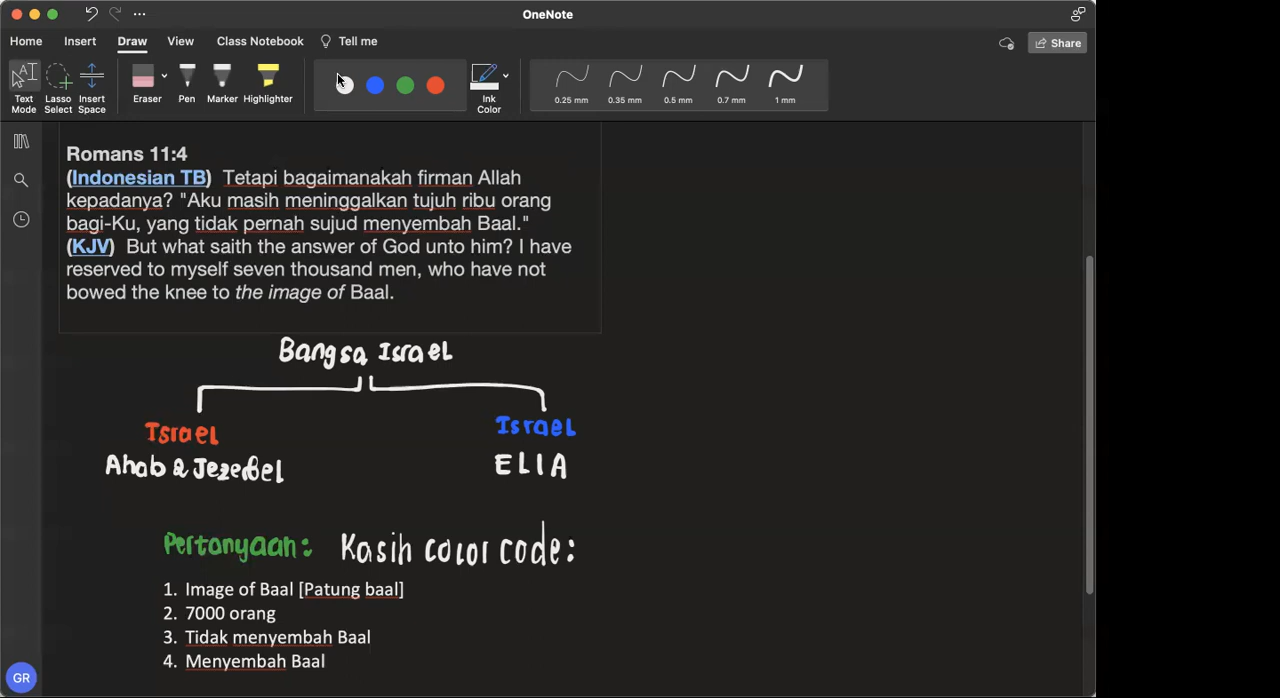 OneNote
Home Insert Draw View Class Notebook Tell me
Share
Text Mode
Lasso Select
Insert Space
Eraser
Pen
Marker
Highlighter
Ink Color
0.25 mm
0.35 mm
0.5 mm
0.7 mm
1 mm
Romans 11:4
(Indonesian TB) Tetapi bagaimanakah firman Allah
kepadanya? "Aku masih meninggalkan tujuh ribu orang
bagi-Ku, yang tidak pernah sujud menyembah Baal."
(KJV) But what saith the answer of God unto him? I have
reserved to myself seven thousand men, who have not
bowed the knee to the image of Baal.
Bangsa Israel
Israel Israel
Ahab & Jezebel ELIA
Pertanyaan: Kasih color code:
1. Image of Baal [Patung baal]
2. 7000 orang
3. Tidak menyembah Baal
4. Menyembah Baal
GR